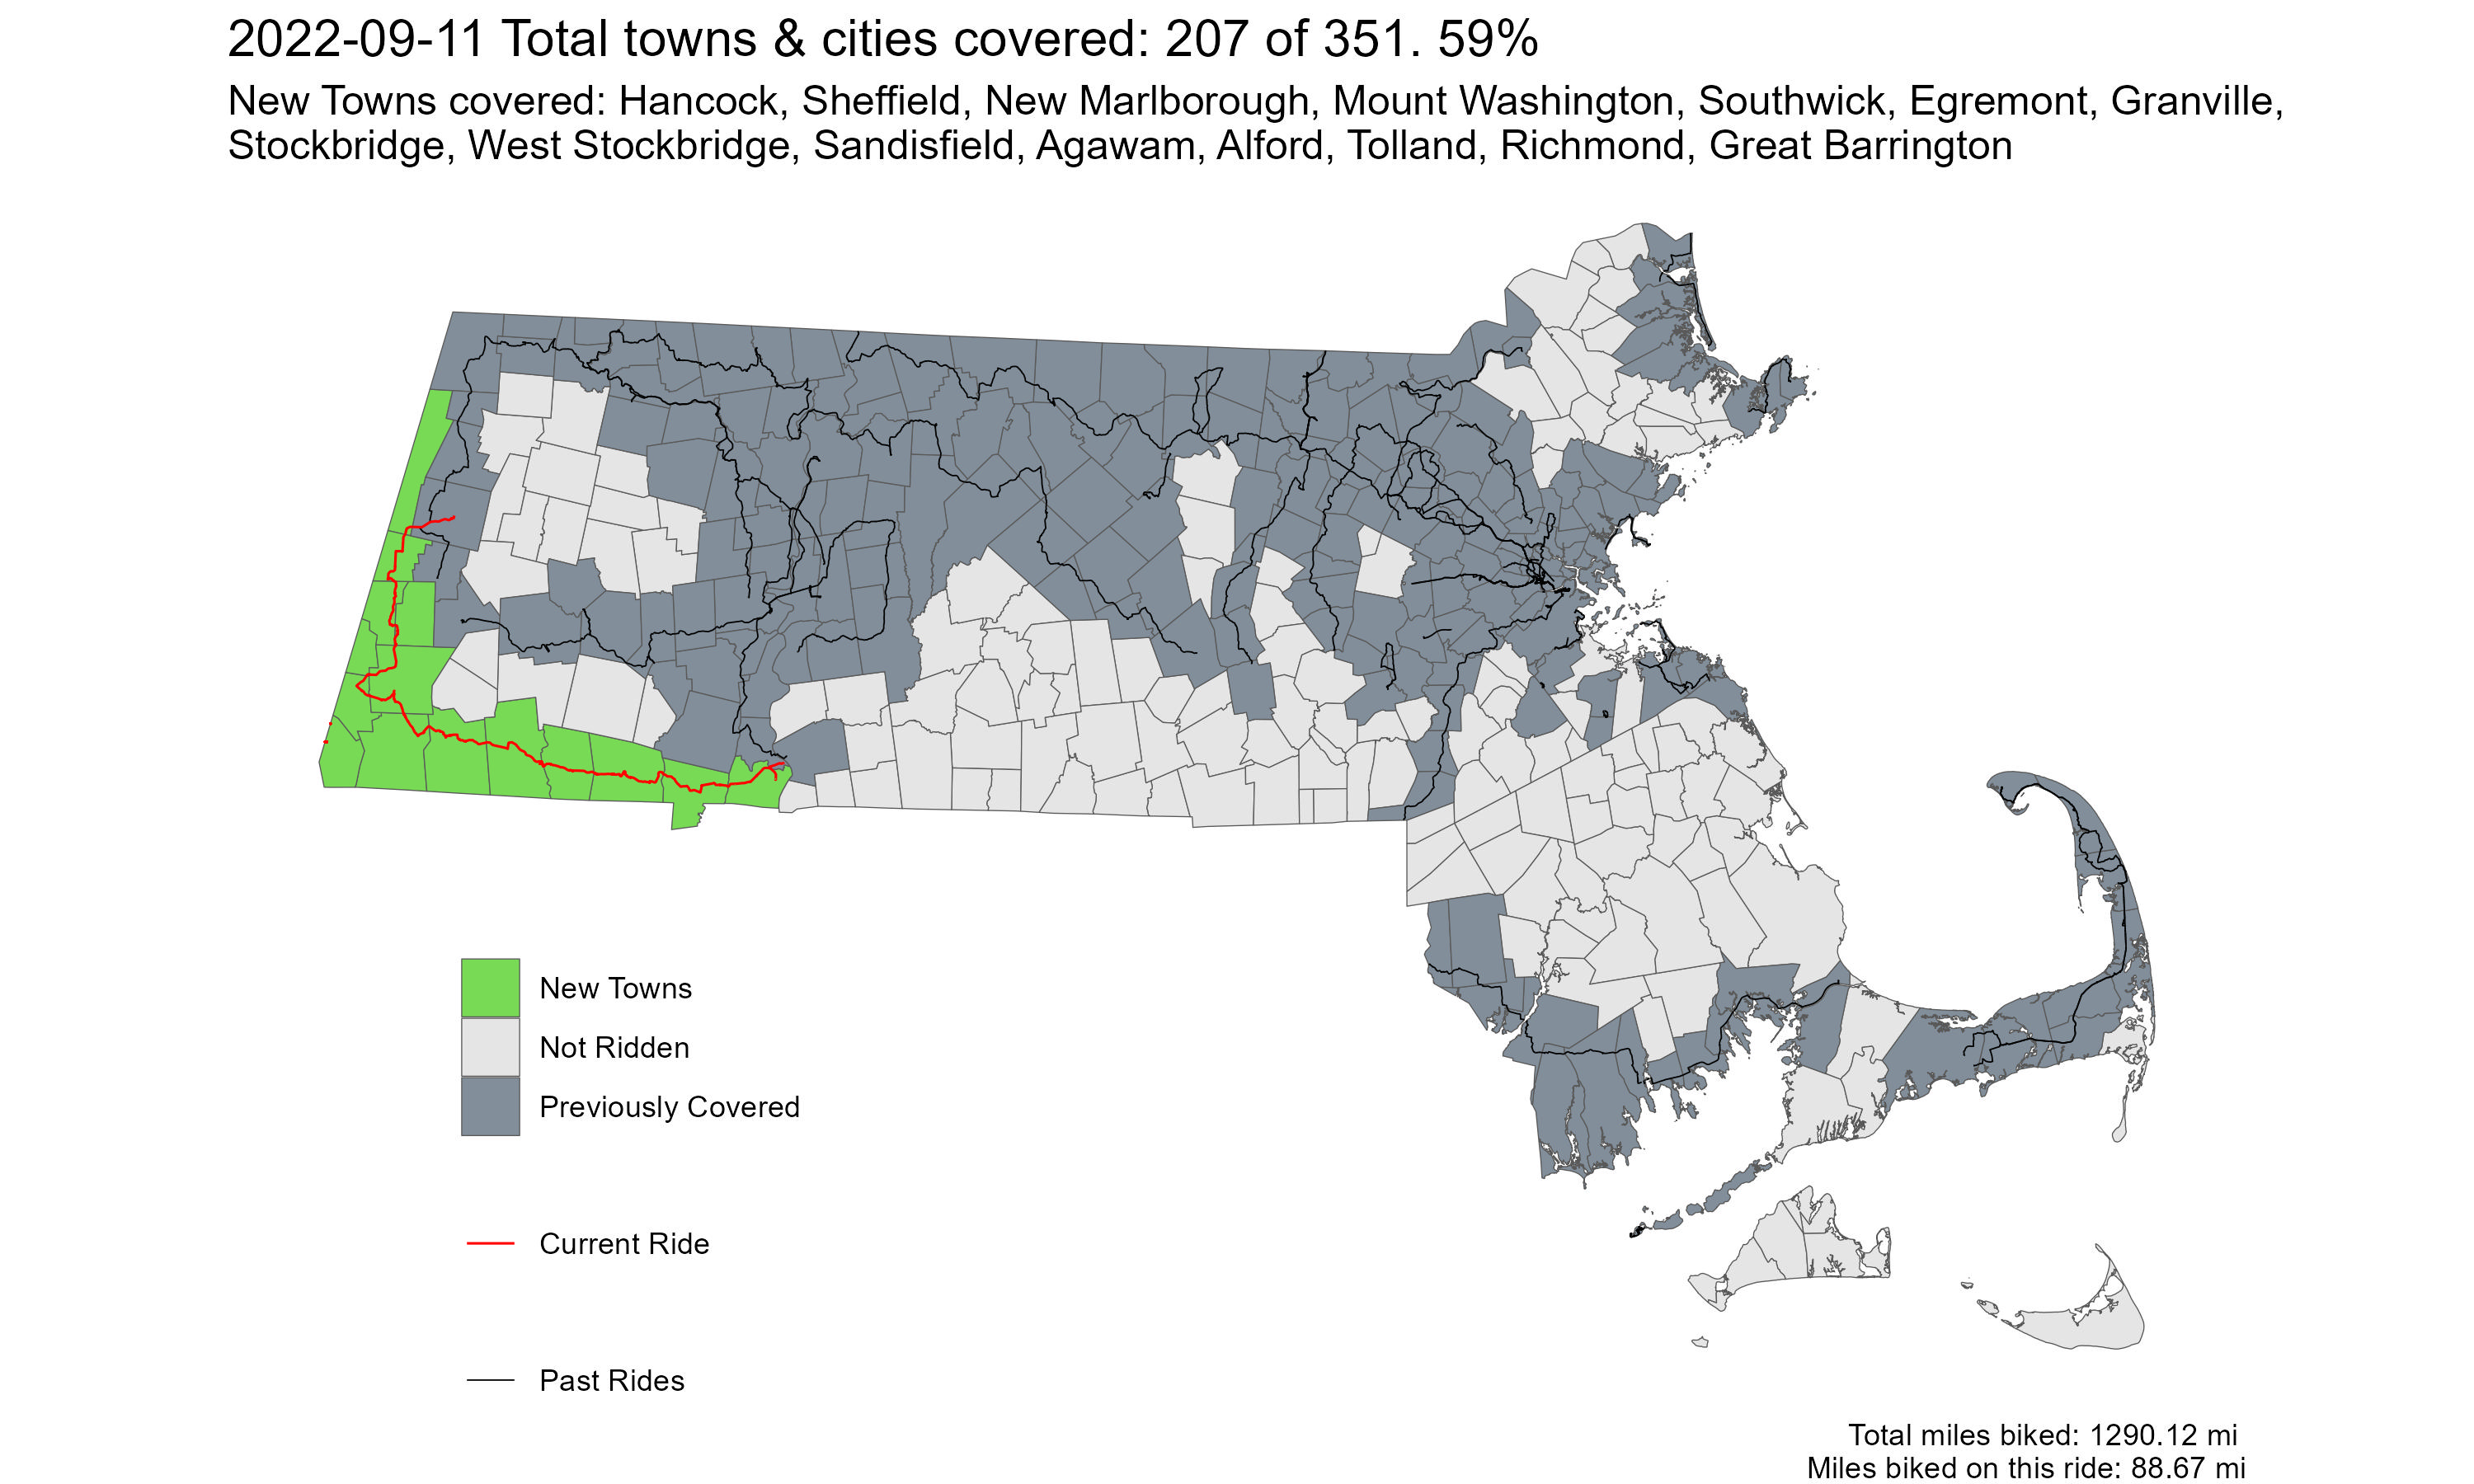 2022-09-11 Total towns & cities covered: 207 of 351. 59%
New Towns covered: Hancock, Sheffield, New Marlborough, Mount Washington, Southwick, Egremont, Granville,
Stockbridge, West Stockbridge, Sandisfield, Agawam, Alford, Tolland, Richmond, Great Barrington
New Towns
Not Ridden
Previously Covered
Current Ride
Past Rides
Total miles biked: 1290.12 mi
Miles biked on this ride: 88.67 mi